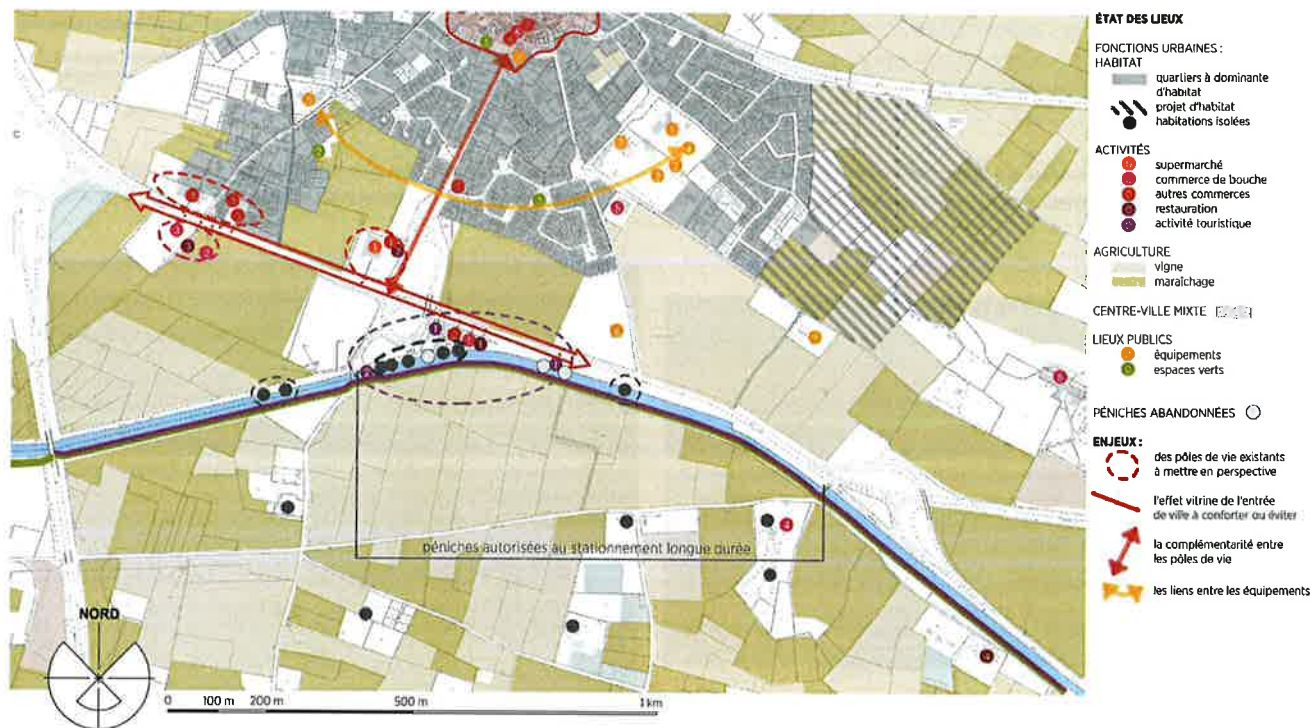 ÉTAT DES LIEUX
FONCTIONS URBAINES :
HABITAT
quartiers à dominante
d'habitat
projet d'habitat
habitations isolées
ACTIVITÉS
supermarché
commerce de bouche
autres commerces
restauration
activité touristique
AGRICULTURE
vigne
maraîchage
CENTRE-VILLE MIXTE
LIEUX PUBLICS
équipements
espaces verts
PÉNICHES ABANDONNÉES
ENJEUX :
des pôles de vie existants
à mettre en perspective
l'effet vitrine de l'entrée
de ville à conforter ou éviter
la complémentarité entre
les pôles de vie
les liens entre les équipements
péniches autorisées au stationnement longue durée
NORD
0 100 m 200 m 500 m 1 km